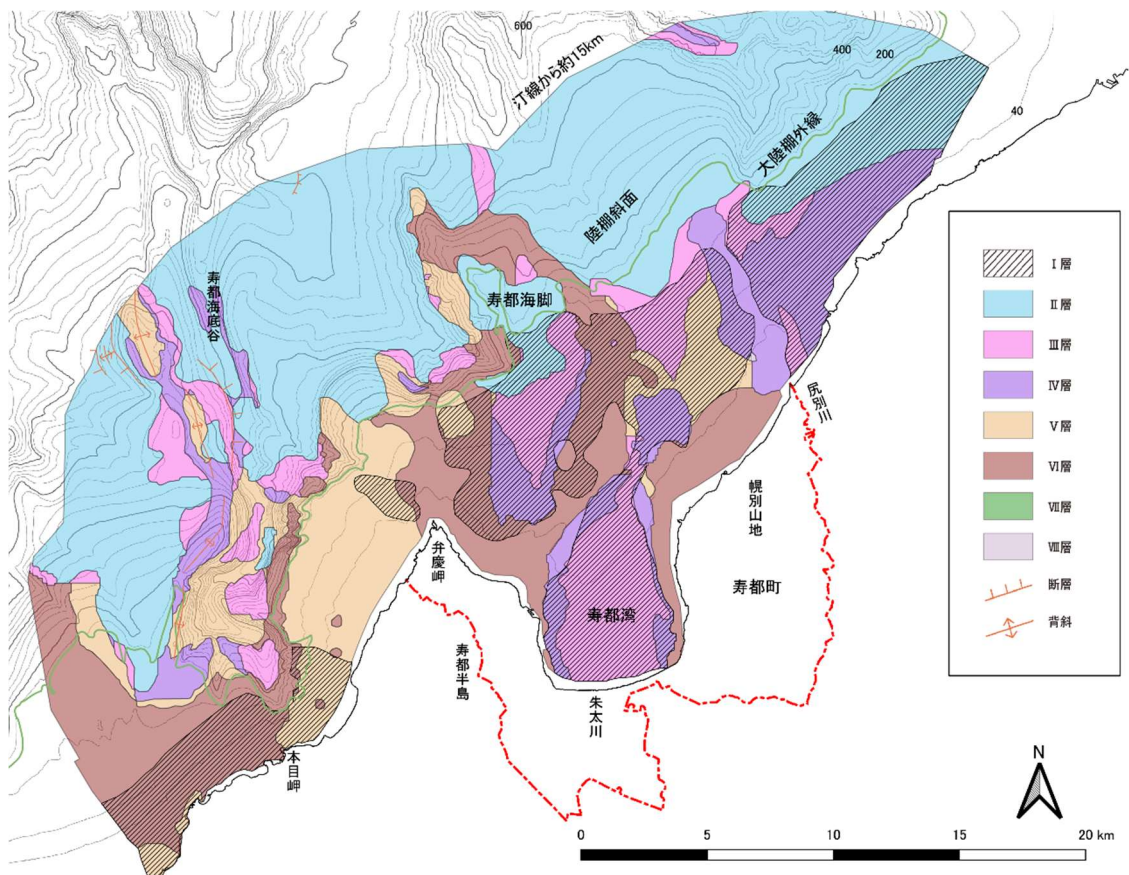 600
汀線から約15km
400
200
大陸棚外縁
40
陸棚斜面
寿都海底谷
寿都海脚
尻別川
幌別山地
弁慶岬
寿都町
寿都湾
寿都半島
朱太川
本目岬
Ⅰ層
Ⅱ層
Ⅲ層
Ⅳ層
Ⅴ層
Ⅵ層
Ⅶ層
Ⅷ層
断層
背斜
N
0 5 10 15 20 km